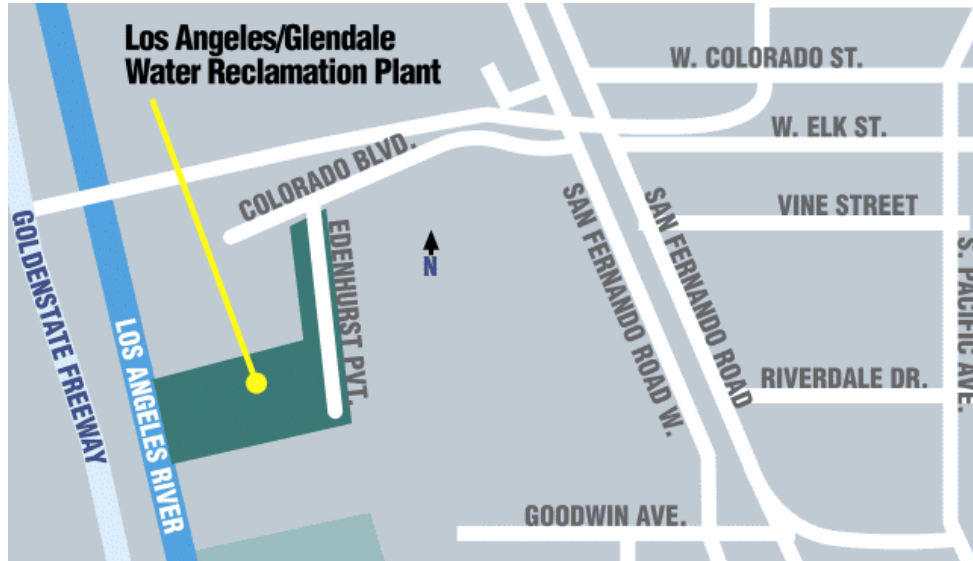 Los Angeles/Glendale
Water Reclamation Plant
W. COLORADO ST.
W. ELK ST.
COLORADO BLVD.
VINE STREET
EDENHURST PVT.
N
GOLDENSTATE FREEWAY
LOS ANGELES RIVER
SAN FERNANDO ROAD W.
SAN FERNANDO ROAD
S. PACIFIC AVE.
RIVERDALE DR.
GOODWIN AVE.